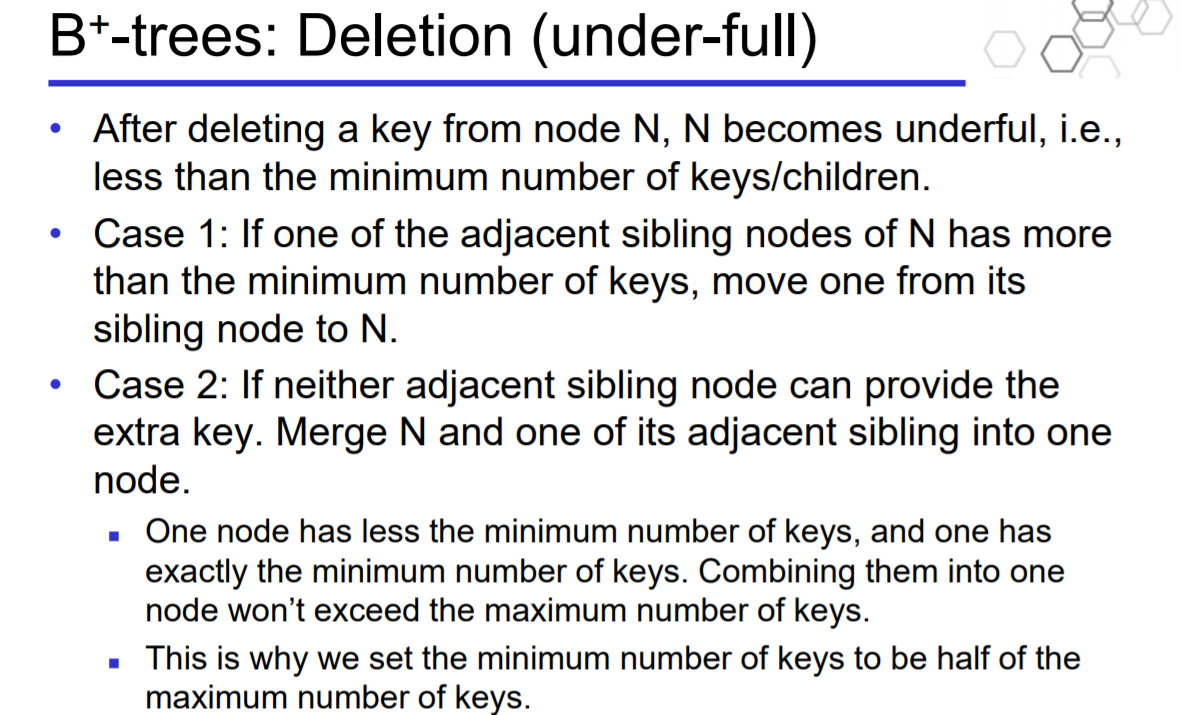 B⁺-trees: Deletion (under-full)
• After deleting a key from node N, N becomes underful, i.e.,
less than the minimum number of keys/children.
• Case 1: If one of the adjacent sibling nodes of N has more
than the minimum number of keys, move one from its
sibling node to N.
• Case 2: If neither adjacent sibling node can provide the
extra key. Merge N and one of its adjacent sibling into one
node.
▪ One node has less the minimum number of keys, and one has
exactly the minimum number of keys. Combining them into one
node won’t exceed the maximum number of keys.
▪ This is why we set the minimum number of keys to be half of the
maximum number of keys.